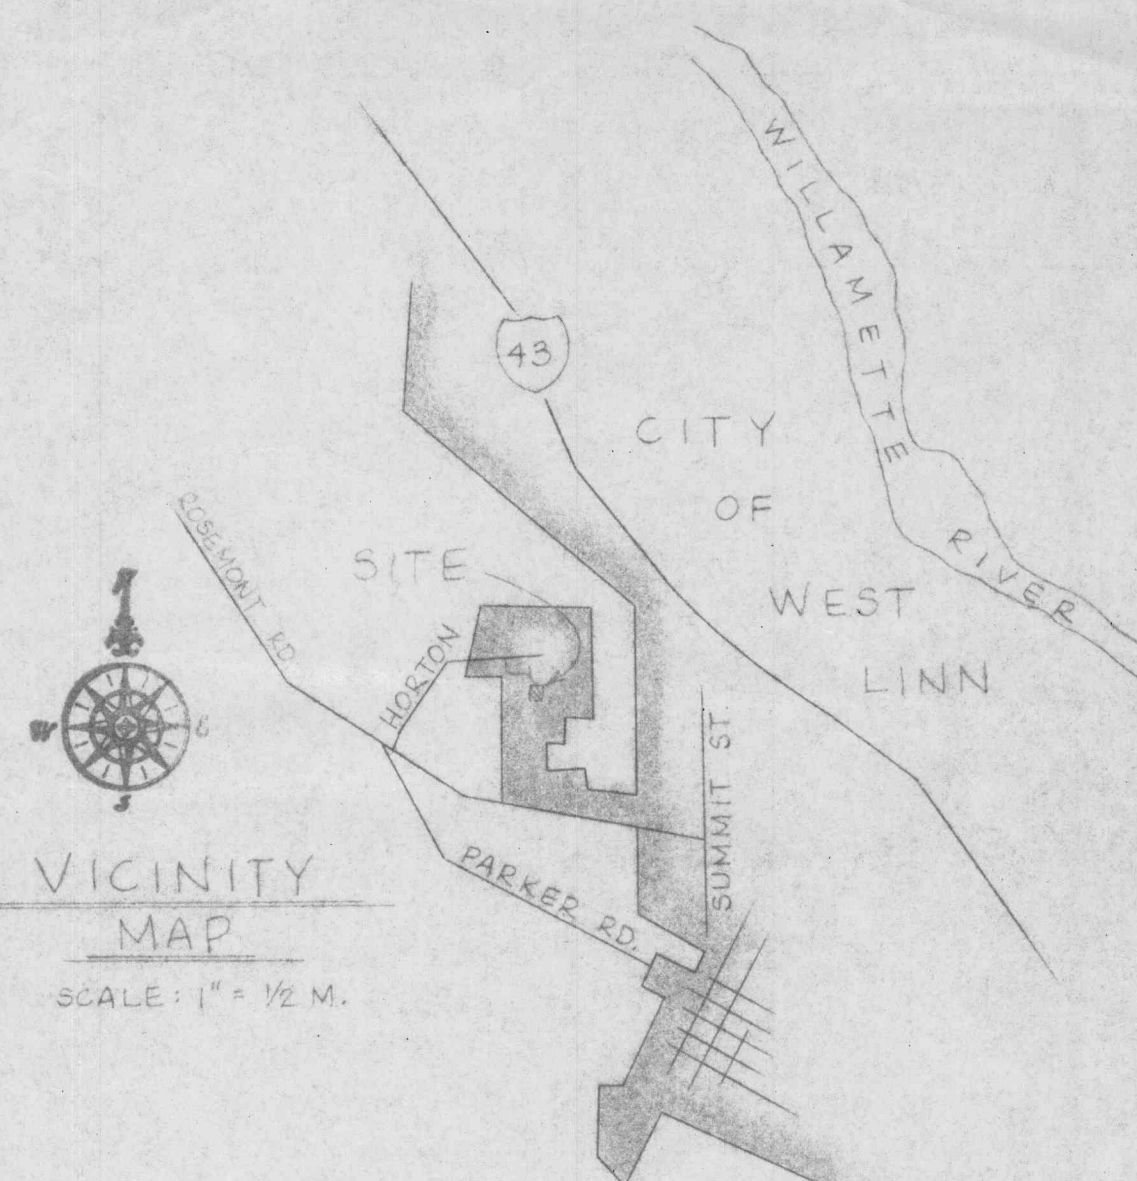 WILLAMETTE RIVER
43
CITY
OF
WEST
LINN
ROSEMONT RD
SITE
HORTON
SUMMIT ST.
PARKER RD.
W
E
S
VICINITY
MAP
SCALE: 1" = 1/2 M.